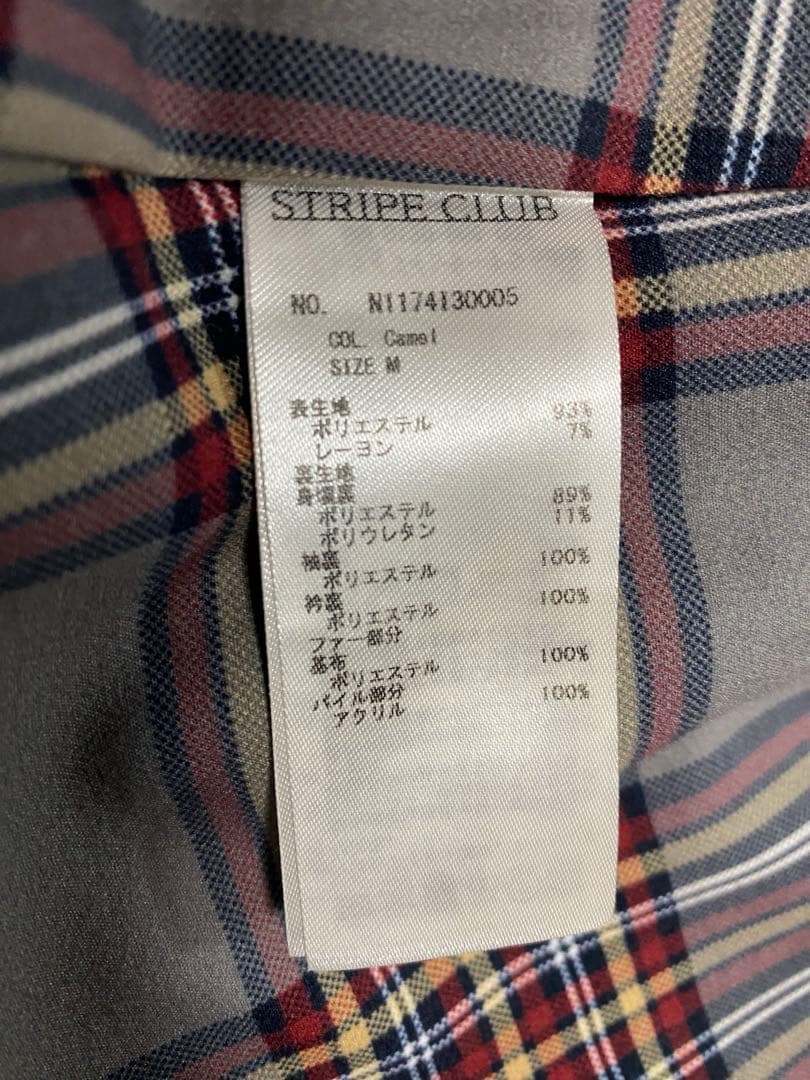 STRIPE CLUB
NO. N1174130005
COL. Camel
SIZE M
表生地
ポリエステル 93%
レーヨン 7%
裏生地
身頃裏
ポリエステル 89%
ポリウレタン 11%
袖裏
ポリエステル 100%
衿裏
ポリエステル 100%
ファー部分
基布
ポリエステル 100%
パイル部分
アクリル 100%